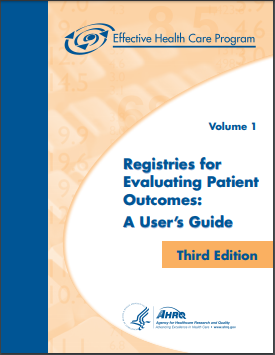 Effective Health Care Program
Volume 1
Registries for
Evaluating Patient
Outcomes:
A User's Guide
Third Edition
AHRQ
Agency for Healthcare Research and Quality
Advancing Excellence in Health Care • www.ahrq.gov